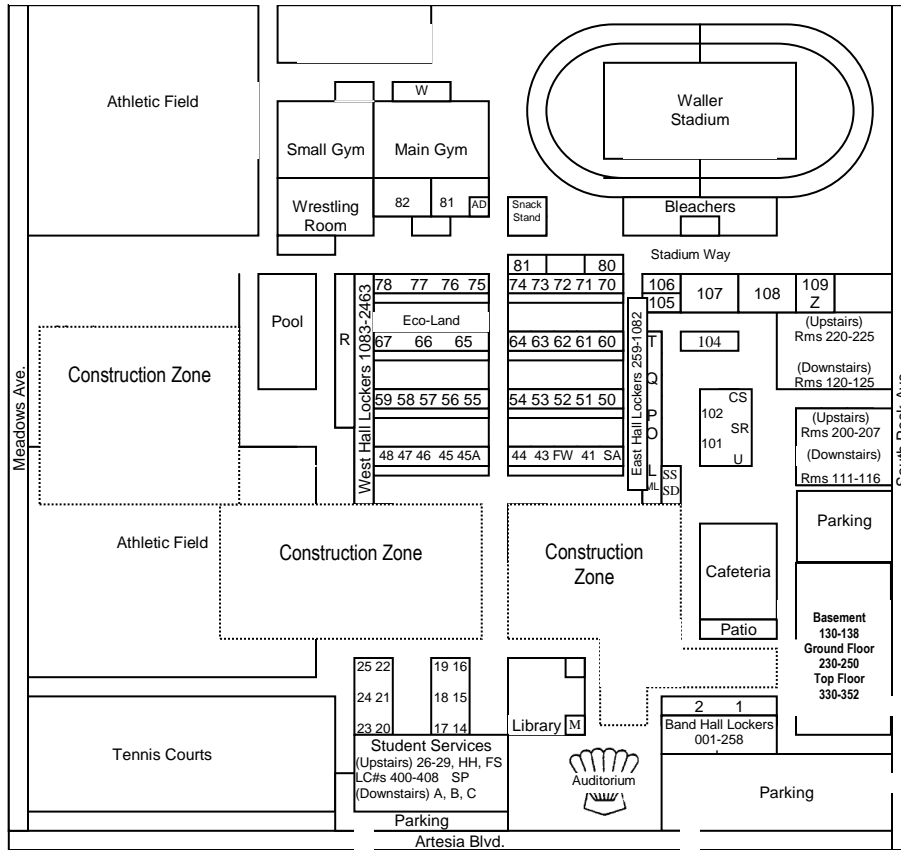 Athletic Field
W
Waller
Stadium
Small Gym
Main Gym
82
81
AD
Wrestling
Room
Snack
Stand
Bleachers
Stadium Way
81
80
78 77 76 75
74 73 72 71 70
106
105
107
108
109
Z
Pool
R
West Hall Lockers 1083-2463
Eco-Land
67 66 65
64 63 62 61 60
East Hall Lockers 259-1082
T
Q
P
O
L
ML
SS
SD
104
(Upstairs)
Rms 220-225
(Downstairs)
Rms 120-125
Construction Zone
Meadows Ave.
59 58 57 56 55
54 53 52 51 50
CS
102
SR
101
U
(Upstairs)
Rms 200-207
(Downstairs)
Rms 111-116
48 47 46 45 45A
44 43 FW 41 SA
Athletic Field
Construction Zone
Construction
Zone
Parking
Cafeteria
Patio
Basement
130-138
Ground Floor
230-250
Top Floor
330-352
25 22
24 21
23 20
19 16
18 15
17 14
Library
M
2 1
Band Hall Lockers
001-258
Tennis Courts
Student Services
(Upstairs) 26-29, HH, FS
LC#s 400-408 SP
(Downstairs) A, B, C
Parking
Auditorium
Parking
Artesia Blvd.